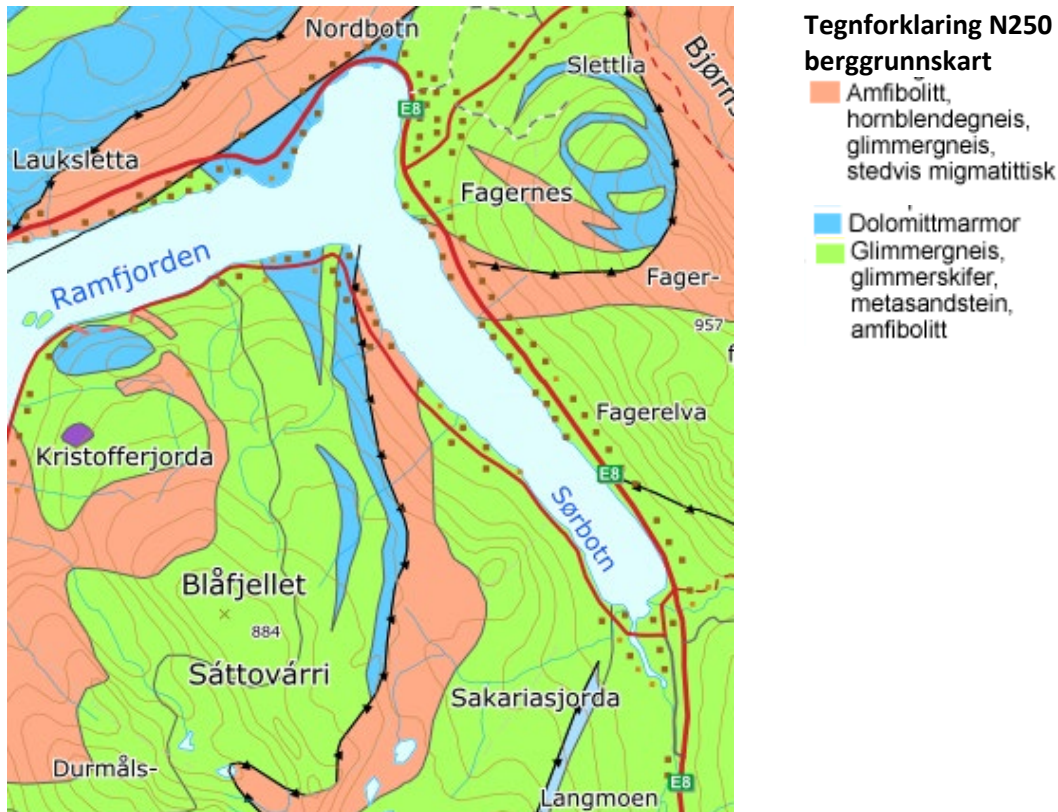 Tegnforklaring N250
berggrunnskart
Amfibolitt,
hornblendegneis,
glimmergneis,
stedvis migmatittisk
Dolomittmarmor
Glimmergneis,
glimmerskifer,
metasandstein,
amfibolitt
Nordbotn
Slettlia
E8
Lauksletta
Fagernes
Ramfjorden
Fager-
957
Fagerelva
Kristofferjorda
E8
Sørbotn
Blåfjellet
884
Sáttovárri
Sakariasjorda
Durmåls-
E8
Langmoen